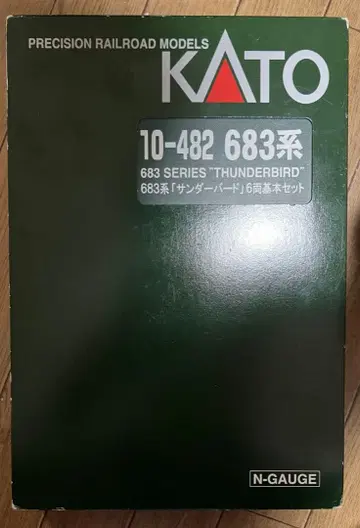 PRECISION RAILROAD MODELS
KATO
10-482 683系
683 SERIES "THUNDERBIRD"
683系「サンダーバード」6両基本セット
N-GAUGE